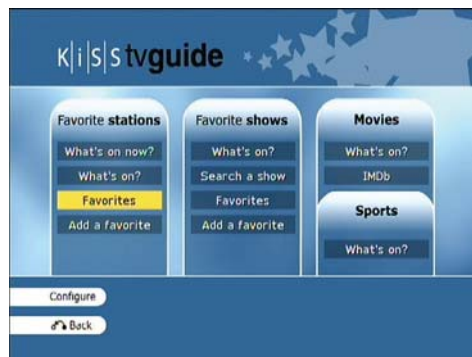 K|i|S|S tvguide
Favorite stations
What's on now?
What's on?
Favorites
Add a favorite
Favorite shows
What's on?
Search a show
Favorites
Add a favorite
Movies
What's on?
IMDb
Sports
What's on?
Configure
Back